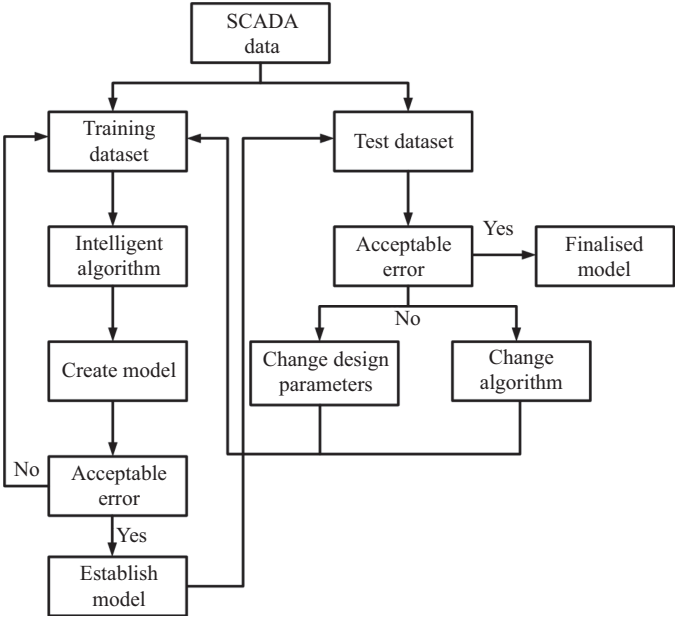 SCADA
data
Training
dataset
Test dataset
Intelligent
algorithm
Acceptable
error
Yes
Finalised
model
No
Create model
Change design
parameters
Change
algorithm
No
Acceptable
error
Yes
Establish
model